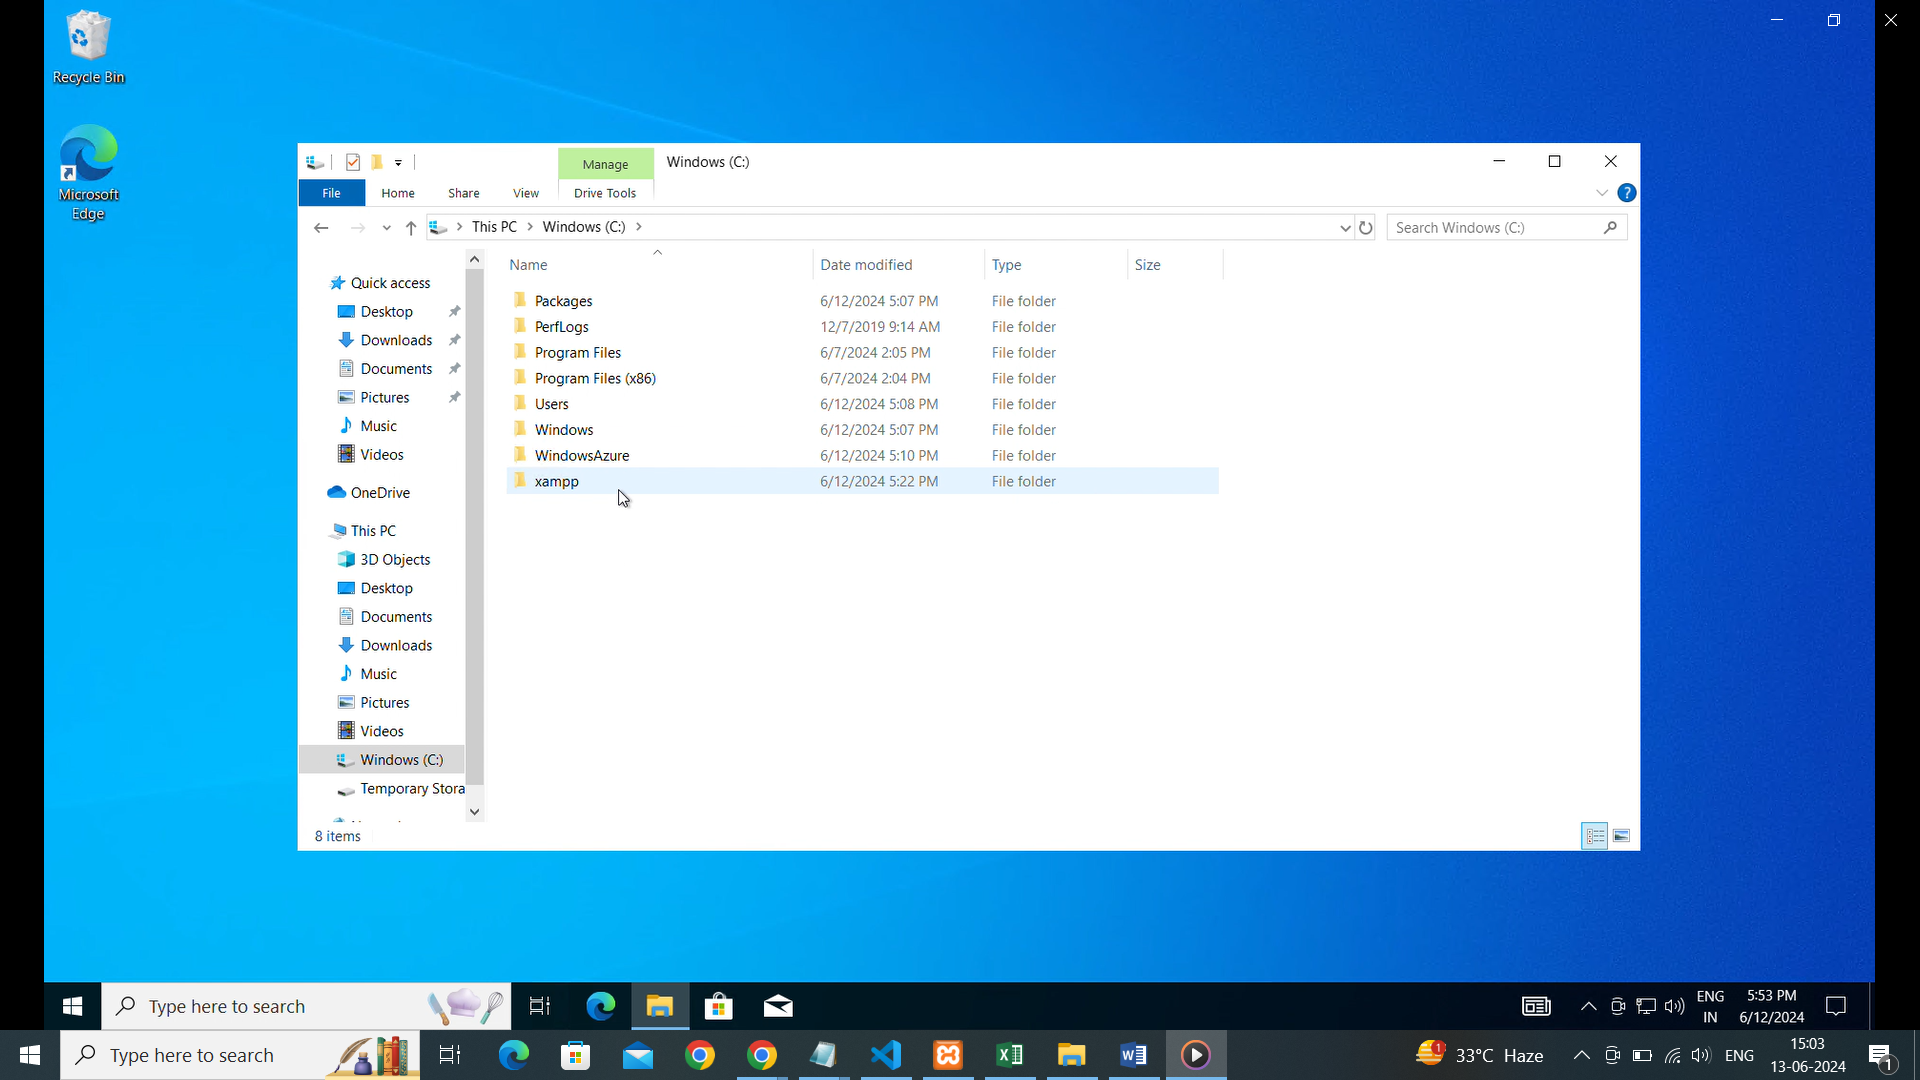 Recycle Bin
Microsoft
Edge
Manage
Windows (C:)
File
Home
Share
View
Drive Tools
?
This PC
Windows (C:)
Search Windows (C:)
Name
Date modified
Type
Size
Packages 6/12/2024 5:07 PM File folder
PerfLogs 12/7/2019 9:14 AM File folder
Program Files 6/7/2024 2:05 PM File folder
Program Files (x86) 6/7/2024 2:04 PM File folder
Users 6/12/2024 5:08 PM File folder
Windows 6/12/2024 5:07 PM File folder
WindowsAzure 6/12/2024 5:10 PM File folder
xampp 6/12/2024 5:22 PM File folder
Quick access
Desktop
Downloads
Documents
Pictures
Music
Videos
OneDrive
This PC
3D Objects
Desktop
Documents
Downloads
Music
Pictures
Videos
Windows (C:)
Temporary Stora
8 items
Type here to search
ENG
IN
5:53 PM
6/12/2024
Type here to search
1
33°C Haze
ENG
15:03
13-06-2024
1